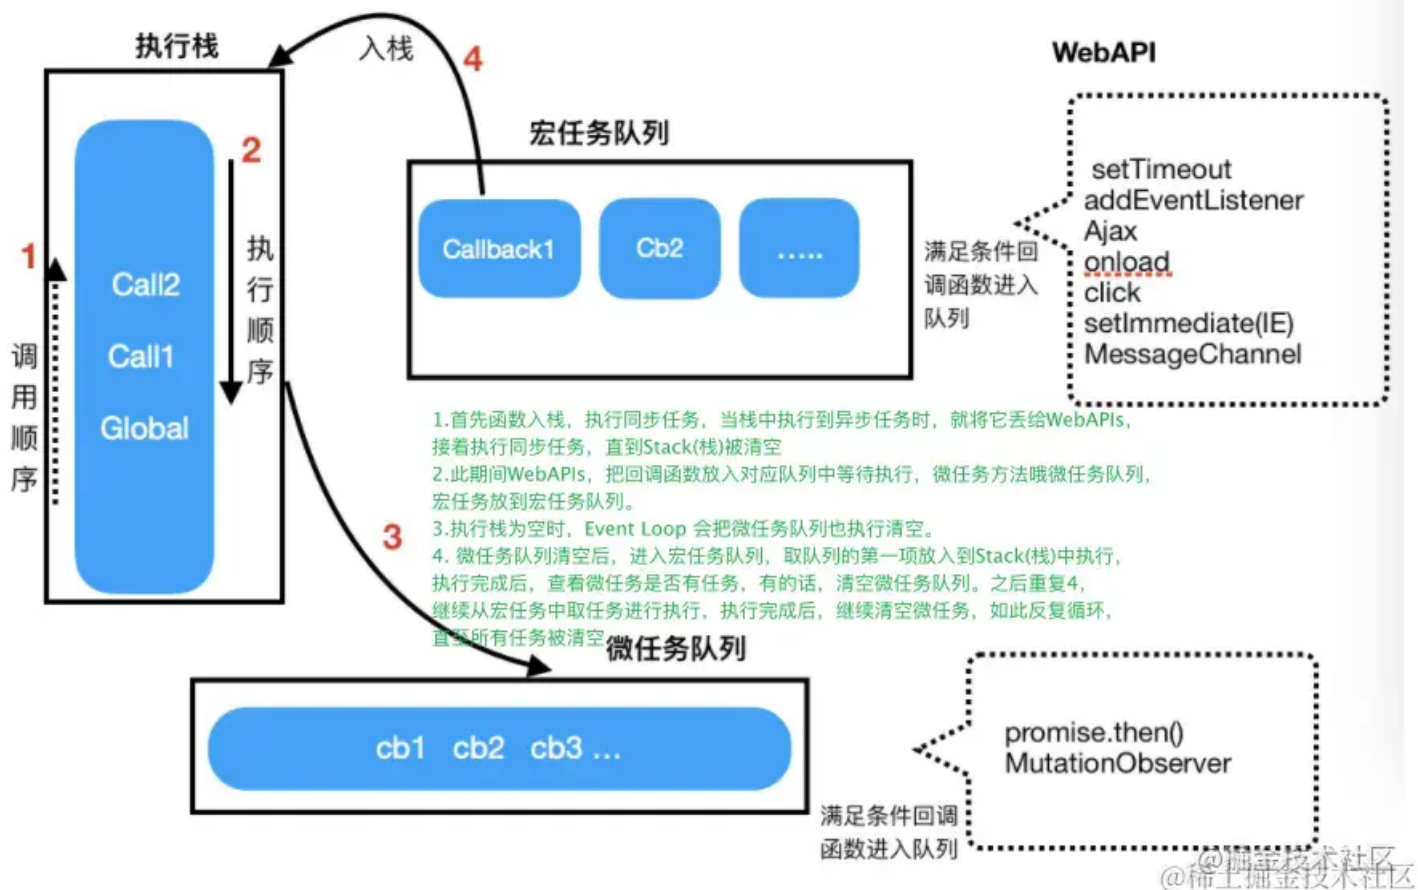 执行栈
入栈
4
WebAPI
宏任务队列
2
1
调用顺序
执行顺序
Call2
Call1
Global
Callback1
Cb2
.....
满足条件回
调函数进入
队列
setTimeout
addEventListener
Ajax
onload
click
setImmediate(IE)
MessageChannel
1.首先函数入栈，执行同步任务，当栈中执行到异步任务时，就将它丢给WebAPIs，
接着执行同步任务，直到Stack(栈)被清空
2.此期间WebAPIs，把回调函数放入对应队列中等待执行，微任务方法哦微任务队列，
宏任务放到宏任务队列。
3.执行栈为空时，Event Loop 会把微任务队列也执行清空。
4. 微任务队列清空后，进入宏任务队列，取队列的第一项放入到Stack(栈)中执行，
执行完成后，查看微任务是否有任务，有的话，清空微任务队列。之后重复4，
继续从宏任务中取任务进行执行，执行完成后，继续清空微任务，如此反复循环，
直至所有任务被清空
3
微任务队列
cb1 cb2 cb3 ...
promise.then()
MutationObserver
满足条件回调
函数进入队列
@掘金技术社区
@稀土掘金技术社区